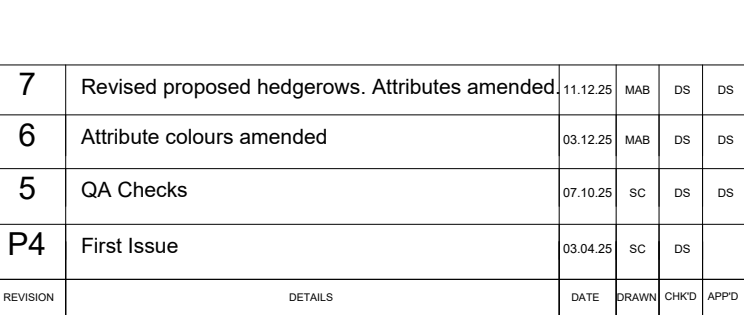 7 Revised proposed hedgerows. Attributes amended. 11.12.25 MAB DS DS
6 Attribute colours amended 03.12.25 MAB DS DS
5 QA Checks 07.10.25 SC DS DS
P4 First Issue 03.04.25 SC DS
REVISION DETAILS DATE DRAWN CHK'D APP'D